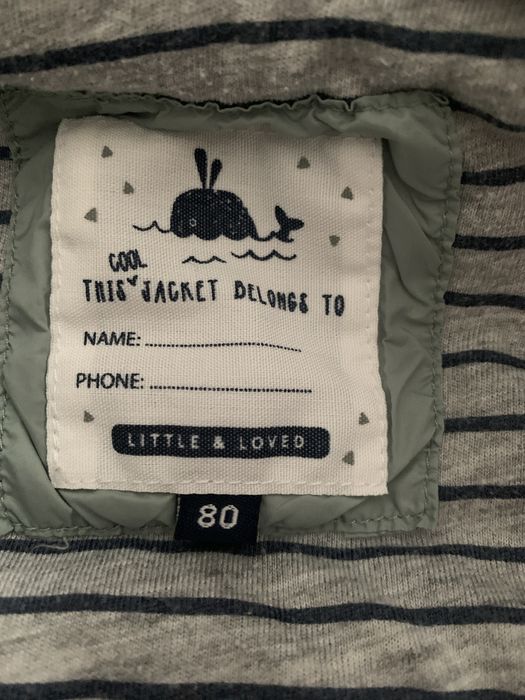 COOL
THIS JACKET BELONGS TO
NAME: ........................................
PHONE: ........................................
LITTLE & LOVED
80